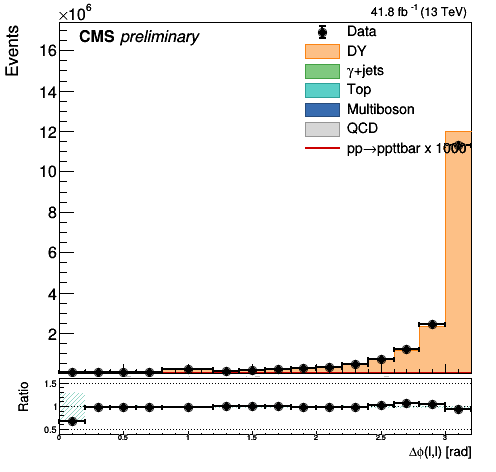 ×10⁶
41.8 fb⁻¹ (13 TeV)
CMS preliminary
Events
Data
DY
γ+jets
Top
Multiboson
QCD
pp→ppttbar x 1000
16
14
12
10
8
6
4
2
Ratio
1.5
1
0.5
0 0.5 1 1.5 2 2.5 3
Δϕ(l,l) [rad]